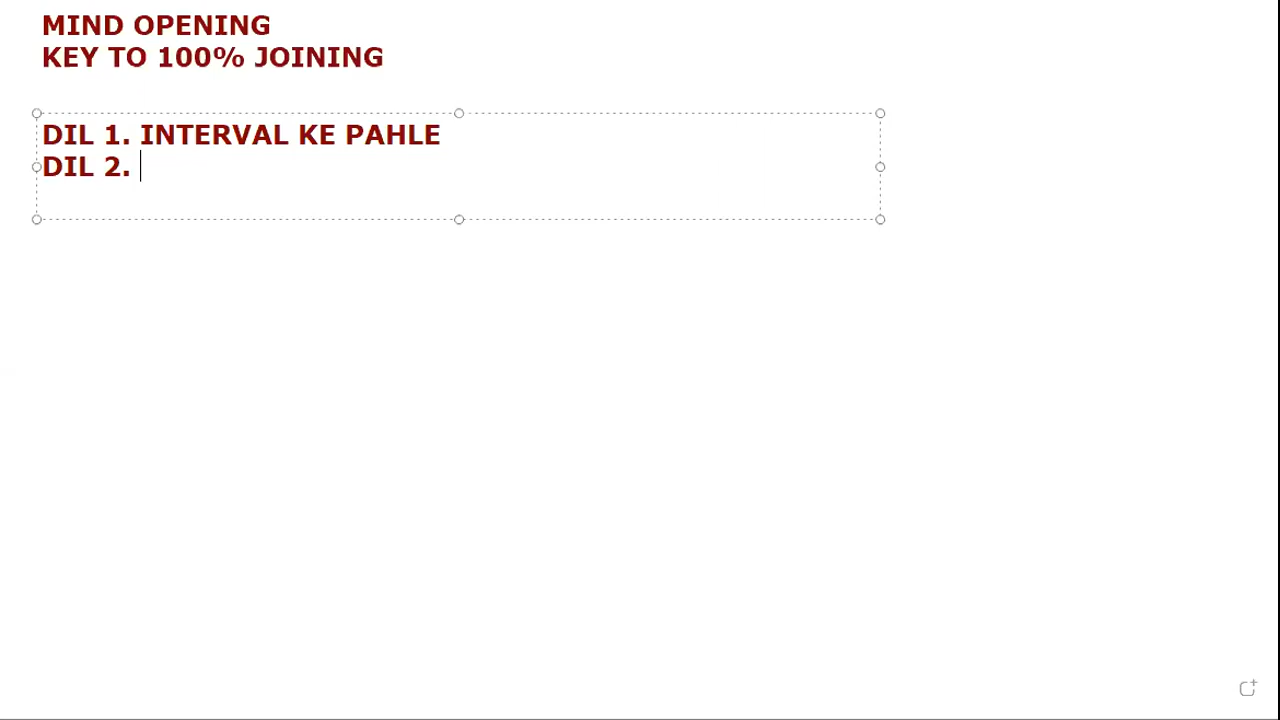 MIND OPENING
KEY TO 100% JOINING
DIL 1. INTERVAL KE PAHLE
DIL 2.